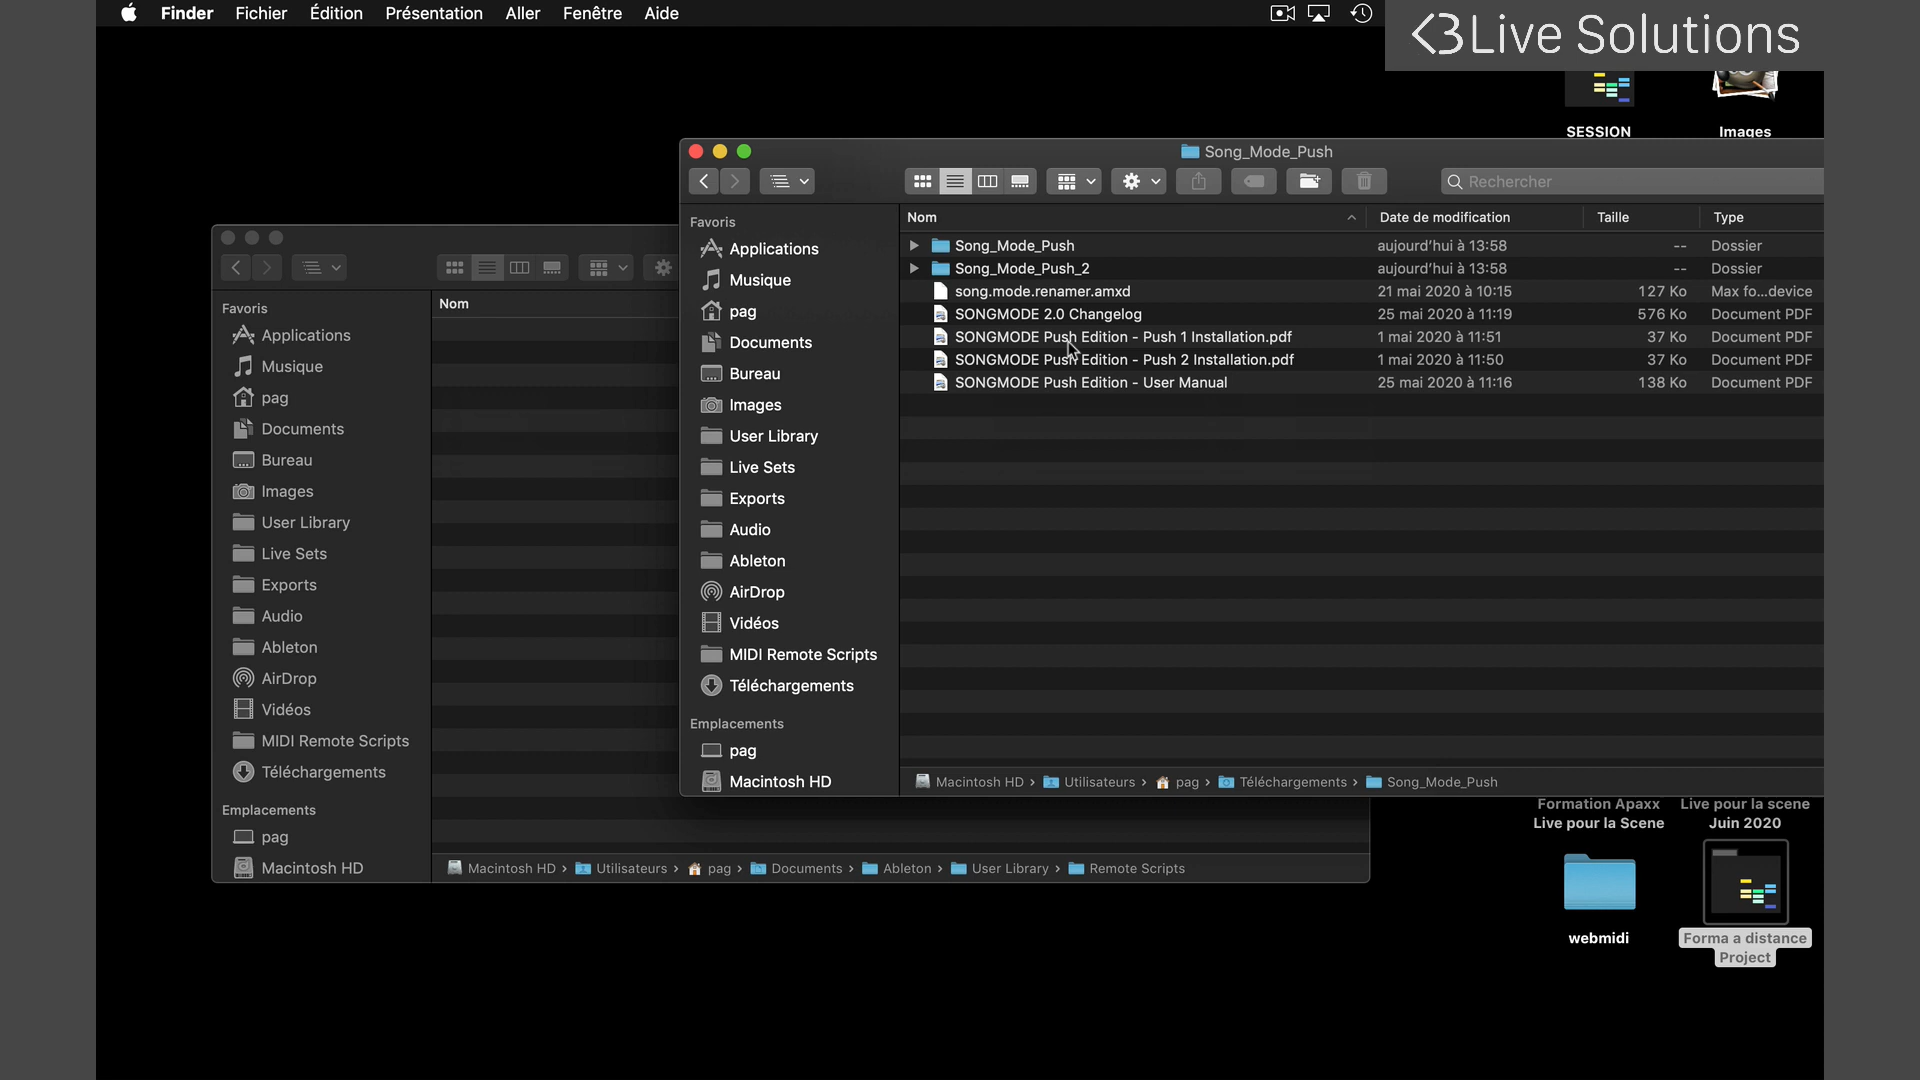 Finder Fichier Édition Présentation Aller Fenêtre Aide
<3Live Solutions
SESSION
Images
Song_Mode_Push
Rechercher
Favoris
Applications
Musique
pag
Documents
Bureau
Images
User Library
Live Sets
Exports
Audio
Ableton
AirDrop
Vidéos
MIDI Remote Scripts
Téléchargements
Emplacements
pag
Macintosh HD
Nom Date de modification Taille Type
Song_Mode_Push aujourd'hui à 13:58 -- Dossier
Song_Mode_Push_2 aujourd'hui à 13:58 -- Dossier
song.mode.renamer.amxd 21 mai 2020 à 10:15 127 Ko Max fo...device
SONGMODE 2.0 Changelog 25 mai 2020 à 11:19 576 Ko Document PDF
SONGMODE Push Edition - Push 1 Installation.pdf 1 mai 2020 à 11:51 37 Ko Document PDF
SONGMODE Push Edition - Push 2 Installation.pdf 1 mai 2020 à 11:50 37 Ko Document PDF
SONGMODE Push Edition - User Manual 25 mai 2020 à 11:16 138 Ko Document PDF
Macintosh HD › Utilisateurs › pag › Téléchargements › Song_Mode_Push
Favoris
Applications
Musique
pag
Documents
Bureau
Images
User Library
Live Sets
Exports
Audio
Ableton
AirDrop
Vidéos
MIDI Remote Scripts
Téléchargements
Emplacements
pag
Macintosh HD
Nom
Macintosh HD › Utilisateurs › pag › Documents › Ableton › User Library › Remote Scripts
Formation Apaxx
Live pour la Scene
Live pour la scene
Juin 2020
webmidi
Forma a distance
Project